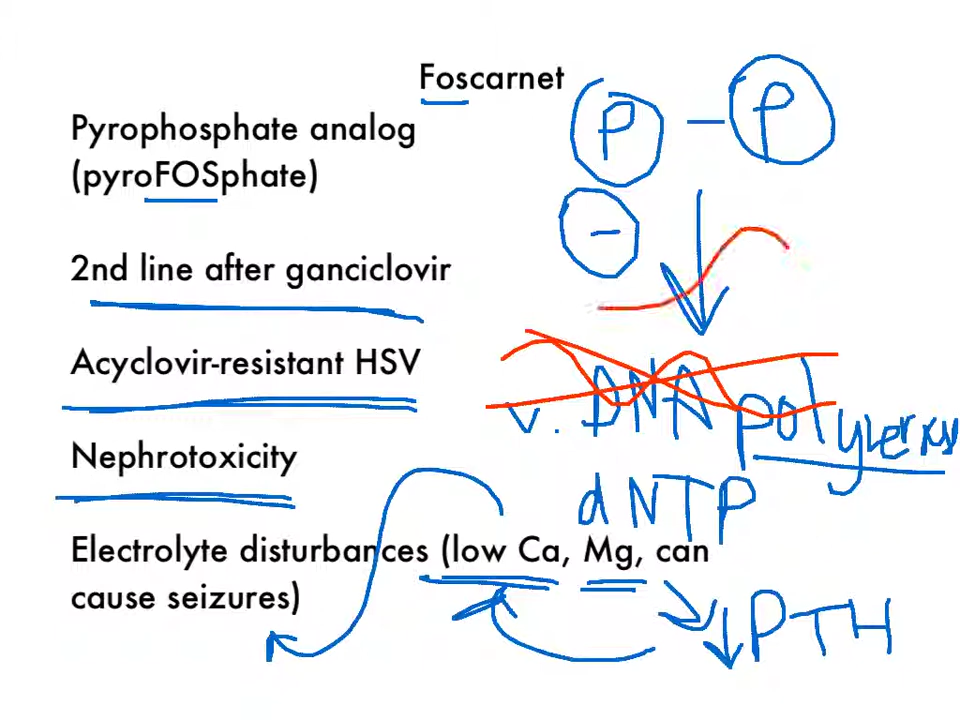 Foscarnet
P - P
Pyrophosphate analog
(pyroFOSphate)
-
2nd line after ganciclovir
Acyclovir-resistant HSV
v. DNA
Nephrotoxicity
dNTP
Electrolyte disturbances (low Ca, Mg, can
cause seizures)
↓PTH